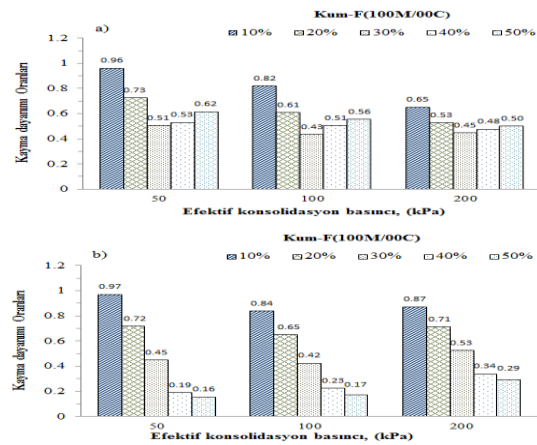 a)
Kum-F(100M/00C)
10% 20% 30% 40% 50%
Kayma dayanımı Oranları
1.2
1
0.8
0.6
0.4
0.2
0
0.96 0.73 0.51 0.53 0.62
0.82 0.61 0.43 0.51 0.56
0.65 0.53 0.45 0.48 0.50
50 100 200
Efektif konsolidasyon basıncı, (kPa)
b)
Kum-F(100M/00C)
10% 20% 30% 40% 50%
Kayma dayanımı Oranları
1.2
1
0.8
0.6
0.4
0.2
0
0.97 0.72 0.45 0.19 0.16
0.84 0.65 0.42 0.23 0.17
0.87 0.71 0.53 0.34 0.29
50 100 200
Efektif konsolidasyon basıncı, (kPa)